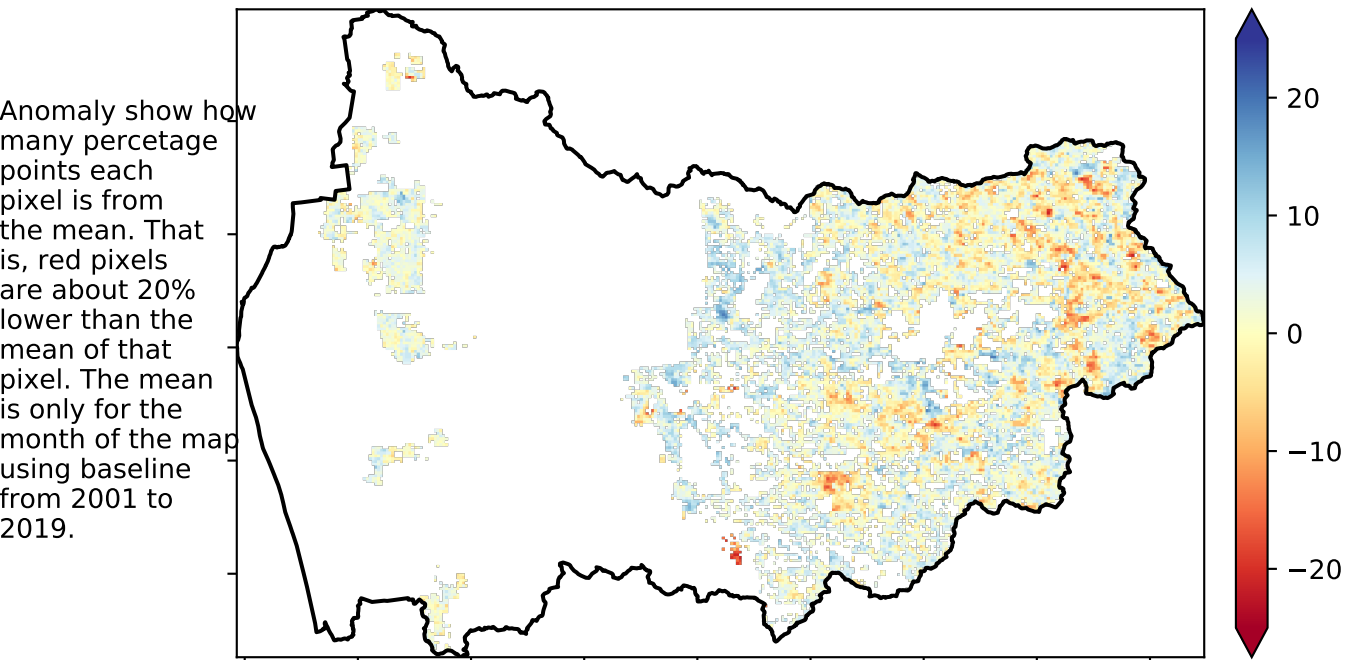 Anomaly show how
many percetage
points each
pixel is from
the mean. That
is, red pixels
are about 20%
lower than the
mean of that
pixel. The mean
is only for the
month of the map
using baseline
from 2001 to
2019.
20
10
0
−10
−20